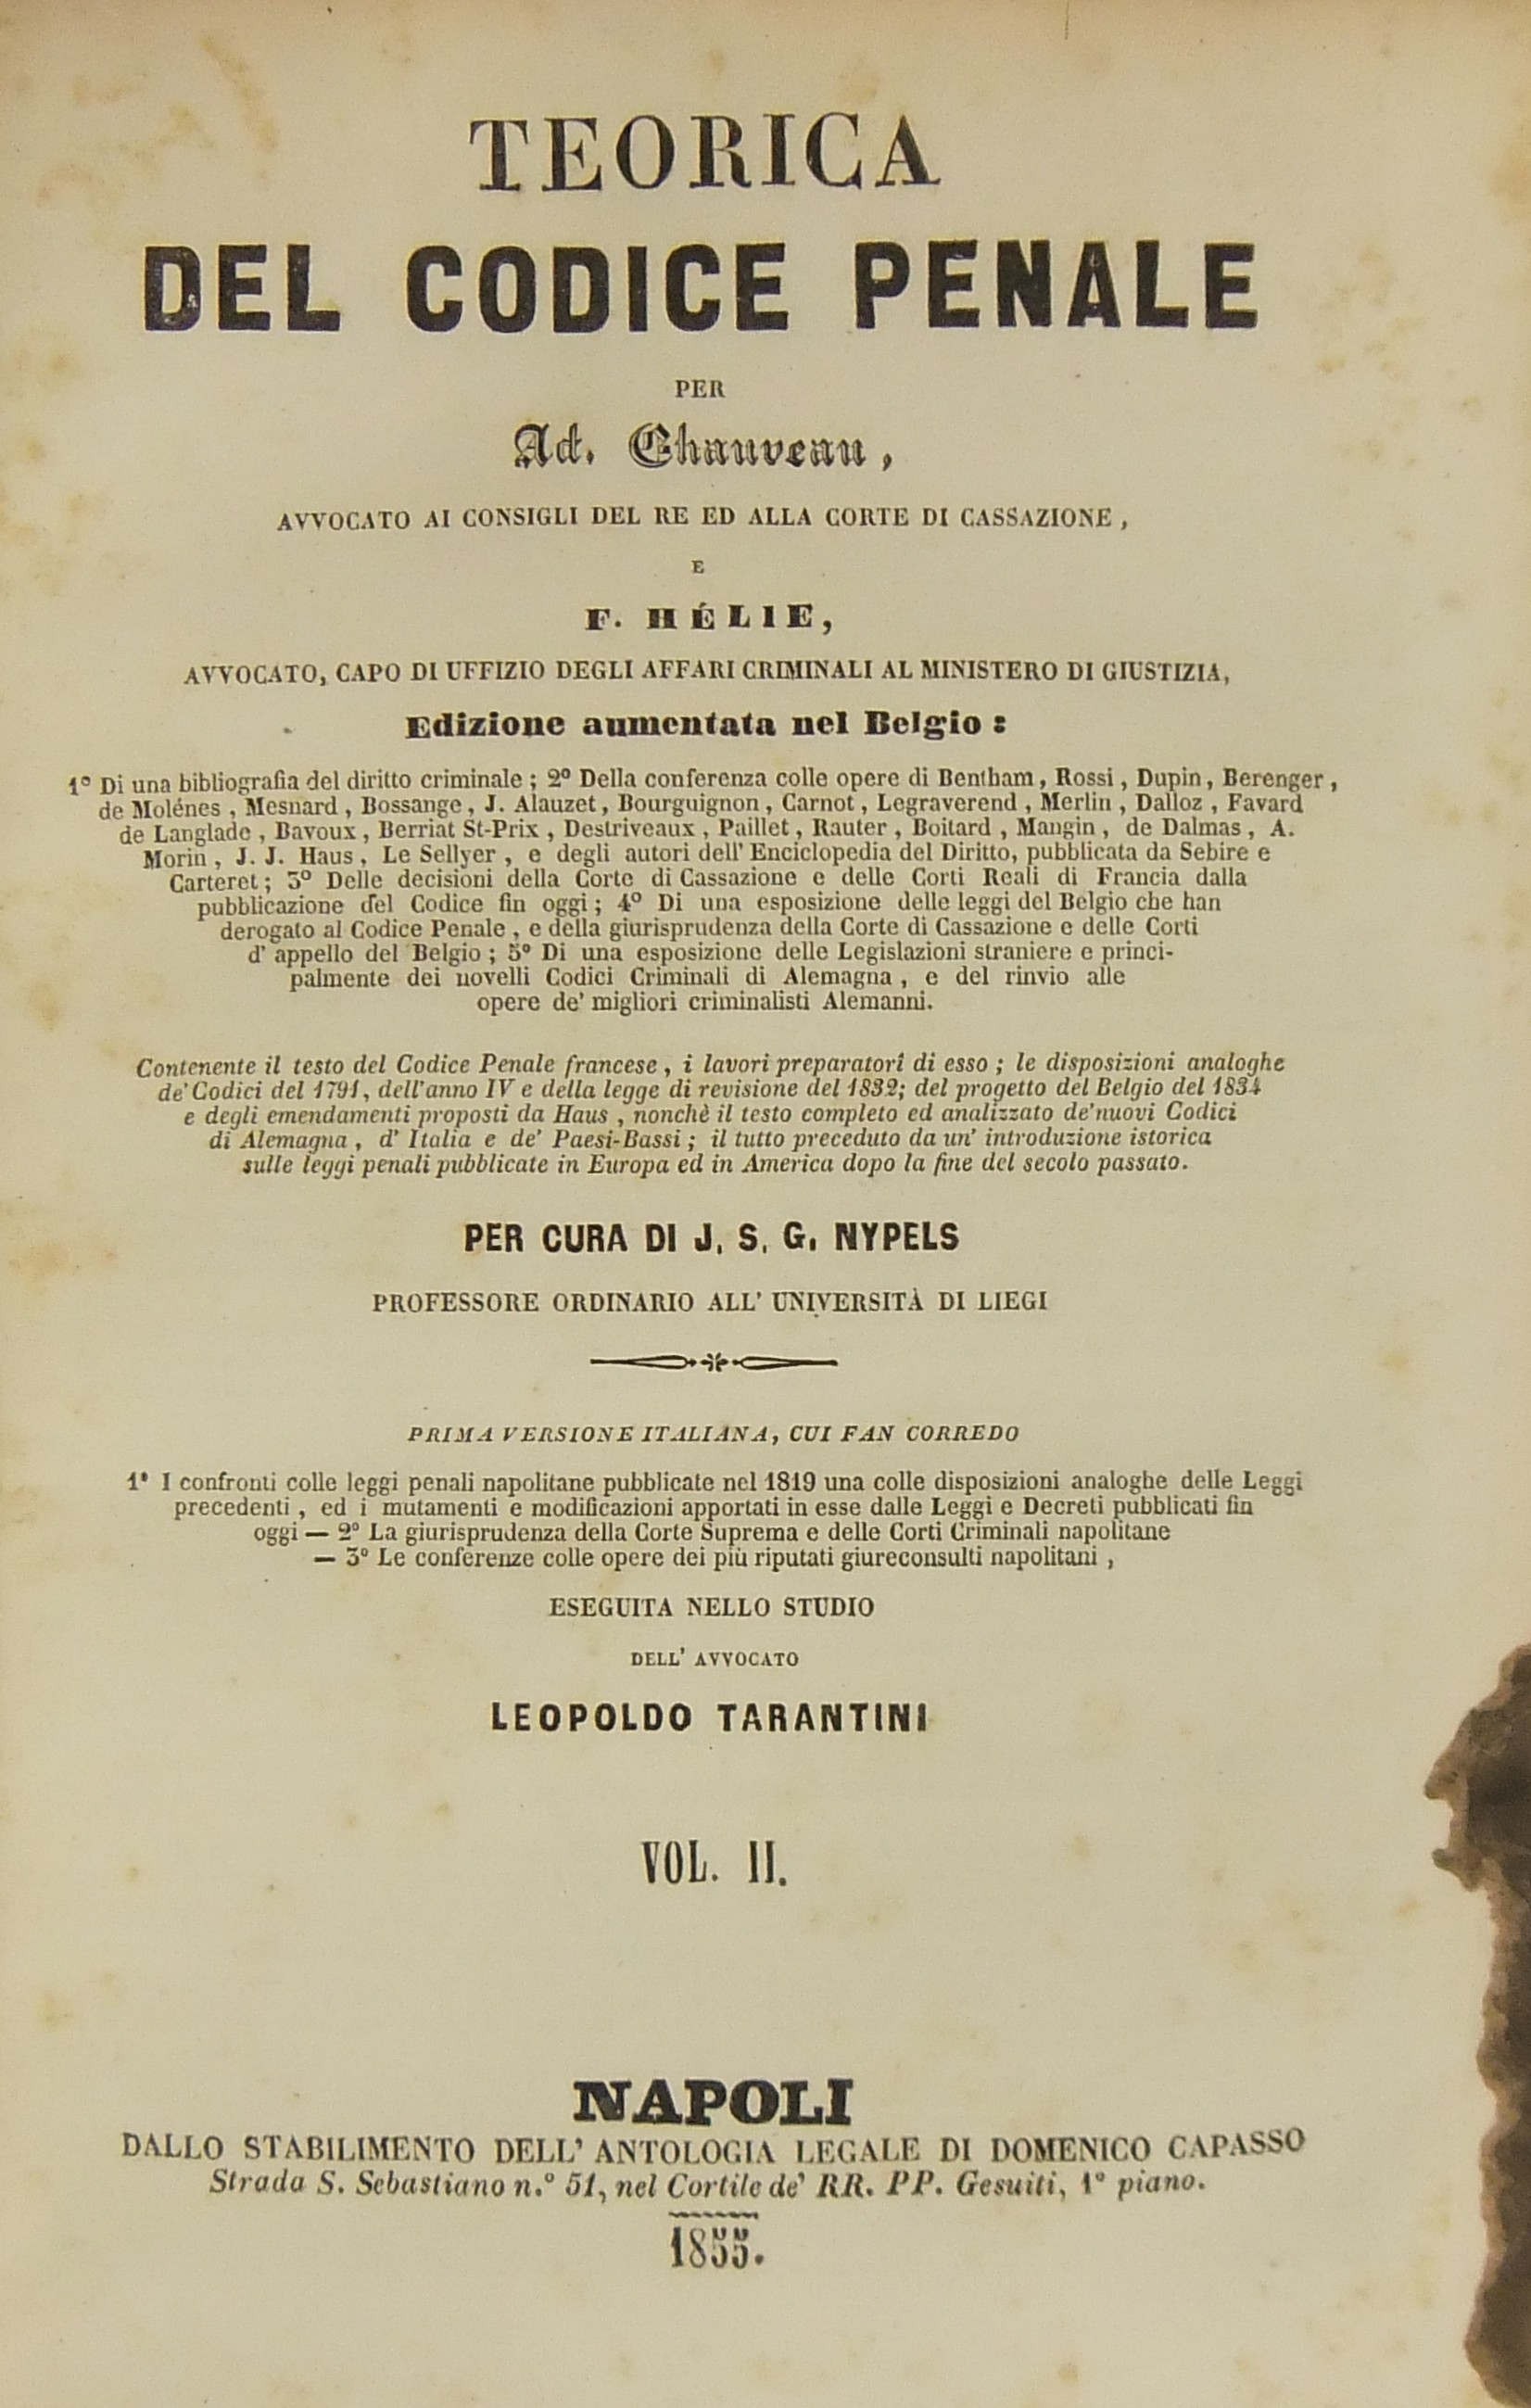 TEORICA
DEL CODICE PENALE
PER
Ad. Chauveau,
AVVOCATO AI CONSIGLI DEL RE ED ALLA CORTE DI CASSAZIONE,
E
F. HÉLIE,
AVVOCATO, CAPO DI UFFIZIO DEGLI AFFARI CRIMINALI AL MINISTERO DI GIUSTIZIA,
Edizione aumentata nel Belgio:
1º Di una bibliografia del diritto criminale; 2º Della conferenza colle opere di Bentham, Rossi, Dupin, Berenger,
de Molénes, Mesnard, Bossange, J. Alauzet, Bourguignon, Carnot, Legraverend, Merlin, Dalloz, Favard
de Langlade, Bavoux, Berriat St-Prix, Destriveaux, Paillet, Rauter, Boitard, Mangin, de Dalmas, A.
Morin, J. J. Haus, Le Sellyer, e degli autori dell' Enciclopedia del Diritto, pubblicata da Sebire e
Carteret; 3º Delle decisioni della Corte di Cassazione e delle Corti Reali di Francia dalla
pubblicazione del Codice fin oggi; 4º Di una esposizione delle leggi del Belgio che han
derogato al Codice Penale, e della giurisprudenza della Corte di Cassazione e delle Corti
d' appello del Belgio; 5º Di una esposizione delle Legislazioni straniere e princi-
palmente dei novelli Codici Criminali di Alemagna, e del rinvio alle
opere de' migliori criminalisti Alemanni.
Contenente il testo del Codice Penale francese, i lavori preparatorî di esso; le disposizioni analoghe
de' Codici del 1791, dell'anno IV e della legge di revisione del 1832; del progetto del Belgio del 1834
e degli emendamenti proposti da Haus, nonchè il testo completo ed analizzato de'nuovi Codici
di Alemagna, d' Italia e de' Paesi-Bassi; il tutto preceduto da un' introduzione istorica
sulle leggi penali pubblicate in Europa ed in America dopo la fine del secolo passato.
PER CURA DI J. S. G. NYPELS
PROFESSORE ORDINARIO ALL' UNIVERSITÀ DI LIEGI
PRIMA VERSIONE ITALIANA, CUI FAN CORREDO
1º I confronti colle leggi penali napolitane pubblicate nel 1819 una colle disposizioni analoghe delle Leggi
precedenti, ed i mutamenti e modificazioni apportati in esse dalle Leggi e Decreti pubblicati fin
oggi — 2º La giurisprudenza della Corte Suprema e delle Corti Criminali napolitane
— 3º Le conferenze colle opere dei più riputati giureconsulti napolitani,
ESEGUITA NELLO STUDIO
DELL' AVVOCATO
LEOPOLDO TARANTINI
VOL. II.
NAPOLI
DALLO STABILIMENTO DELL' ANTOLOGIA LEGALE DI DOMENICO CAPASSO
Strada S. Sebastiano n.º 51, nel Cortile de' RR. PP. Gesuiti, 1º piano.
1855.